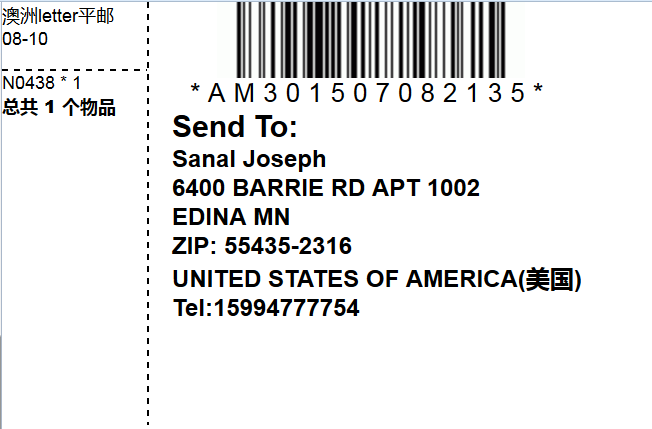 澳洲letter平邮
08-10
N0438 * 1
总共 1 个物品
*AM301507082135*
Send To:
Sanal Joseph
6400 BARRIE RD APT 1002
EDINA MN
ZIP: 55435-2316
UNITED STATES OF AMERICA(美国)
Tel:15994777754